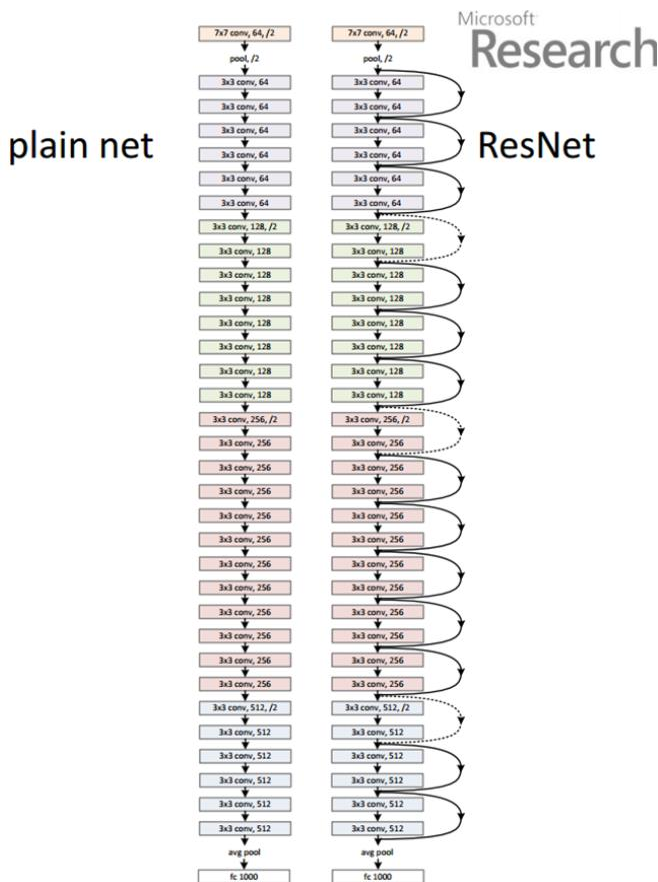 Microsoft
Research
plain net
ResNet
7x7 conv, 64, /2
pool, /2
3x3 conv, 64
3x3 conv, 64
3x3 conv, 64
3x3 conv, 64
3x3 conv, 64
3x3 conv, 64
3x3 conv, 128, /2
3x3 conv, 128
3x3 conv, 128
3x3 conv, 128
3x3 conv, 128
3x3 conv, 128
3x3 conv, 128
3x3 conv, 128
3x3 conv, 256, /2
3x3 conv, 256
3x3 conv, 256
3x3 conv, 256
3x3 conv, 256
3x3 conv, 256
3x3 conv, 256
3x3 conv, 256
3x3 conv, 256
3x3 conv, 256
3x3 conv, 256
3x3 conv, 256
3x3 conv, 512, /2
3x3 conv, 512
3x3 conv, 512
3x3 conv, 512
3x3 conv, 512
3x3 conv, 512
avg pool
fc 1000
7x7 conv, 64, /2
pool, /2
3x3 conv, 64
3x3 conv, 64
3x3 conv, 64
3x3 conv, 64
3x3 conv, 64
3x3 conv, 64
3x3 conv, 128, /2
3x3 conv, 128
3x3 conv, 128
3x3 conv, 128
3x3 conv, 128
3x3 conv, 128
3x3 conv, 128
3x3 conv, 128
3x3 conv, 256, /2
3x3 conv, 256
3x3 conv, 256
3x3 conv, 256
3x3 conv, 256
3x3 conv, 256
3x3 conv, 256
3x3 conv, 256
3x3 conv, 256
3x3 conv, 256
3x3 conv, 256
3x3 conv, 256
3x3 conv, 512, /2
3x3 conv, 512
3x3 conv, 512
3x3 conv, 512
3x3 conv, 512
3x3 conv, 512
avg pool
fc 1000